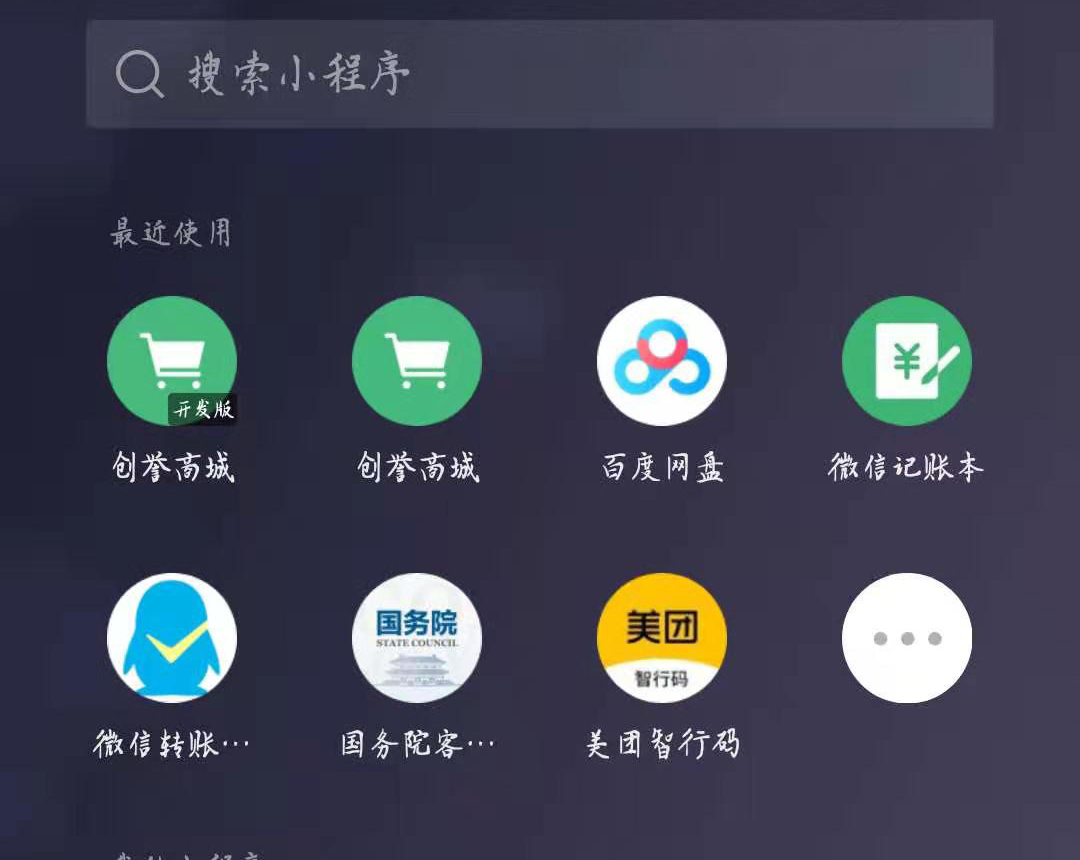 搜索小程序
最近使用
开发版
创誉商城
创誉商城
百度网盘
微信记账本
国务院
STATE COUNCIL
美团
智行码
微信转账…
国务院客…
美团智行码